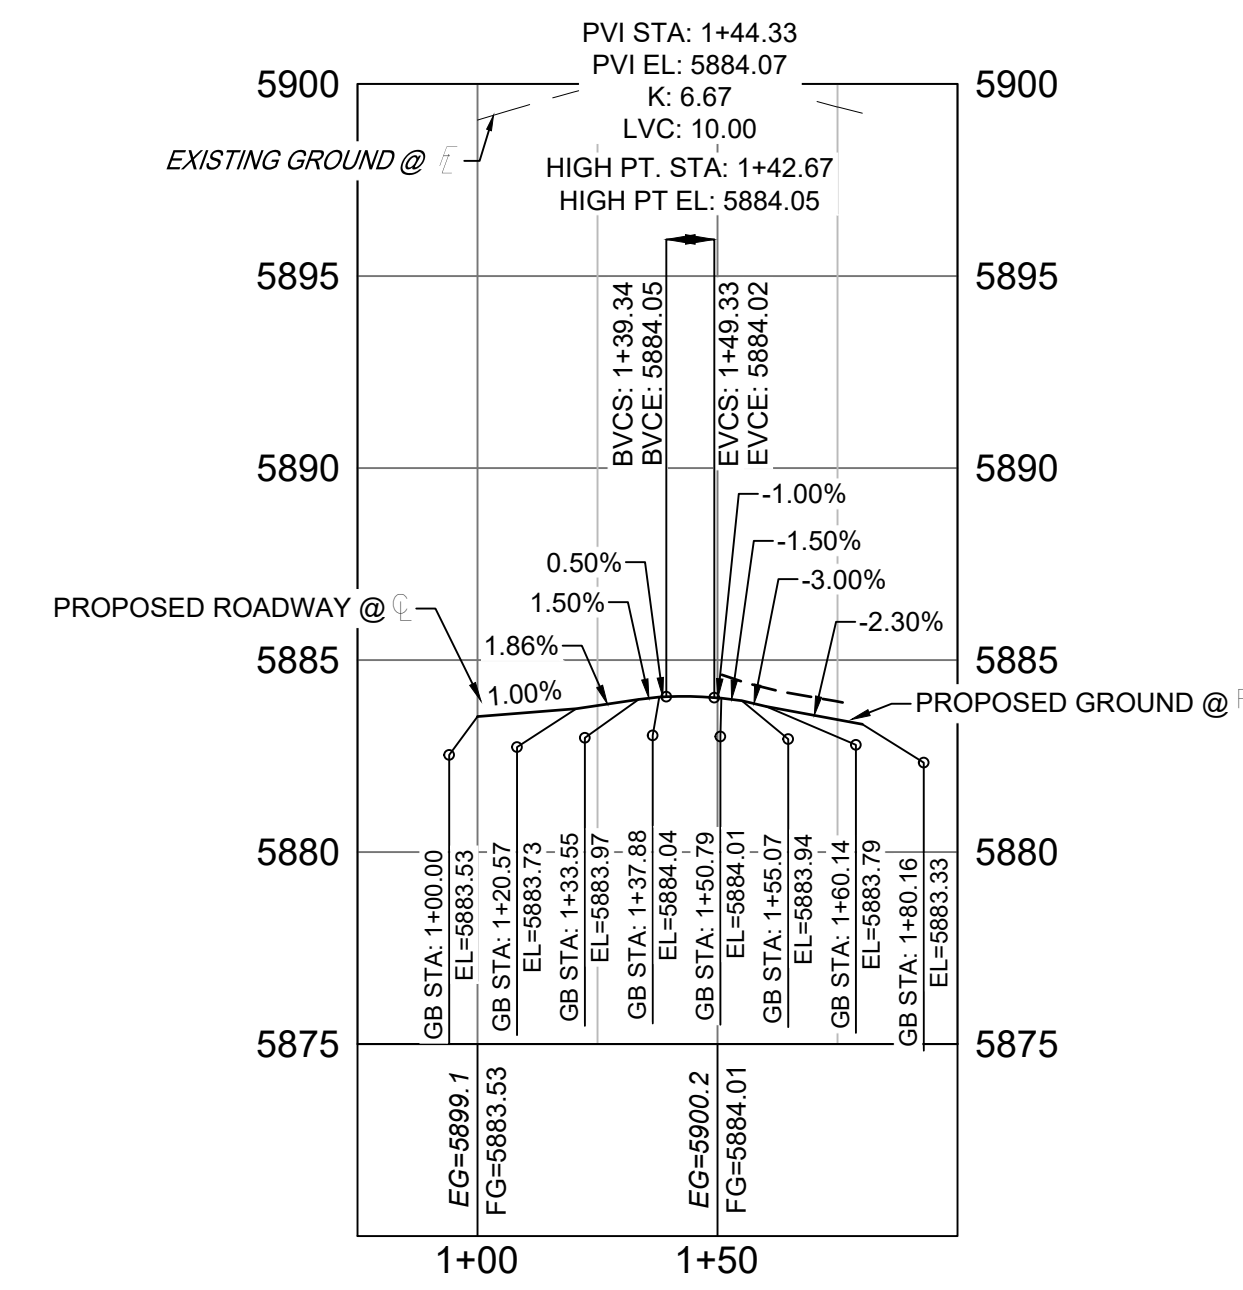 PVI STA: 1+44.33
PVI EL: 5884.07
K: 6.67
LVC: 10.00
HIGH PT. STA: 1+42.67
HIGH PT EL: 5884.05
5900
5900
EXISTING GROUND @
5895
5895
BVCS: 1+39.34
BVCE: 5884.05
EVCS: 1+49.33
EVCE: 5884.02
5890
5890
-1.00%
-1.50%
0.50%
-3.00%
1.50%
PROPOSED ROADWAY @ ℄
-2.30%
1.86%
5885
5885
1.00%
PROPOSED GROUND @
5880
5880
GB STA: 1+00.00
EL=5883.53
GB STA: 1+20.57
EL=5883.73
GB STA: 1+33.55
EL=5883.97
GB STA: 1+37.88
EL=5884.04
GB STA: 1+50.79
EL=5884.01
GB STA: 1+55.07
EL=5883.94
GB STA: 1+60.14
EL=5883.79
GB STA: 1+80.16
EL=5883.33
5875
5875
EG=5899.1
FG=5883.53
EG=5900.2
FG=5884.01
1+00
1+50